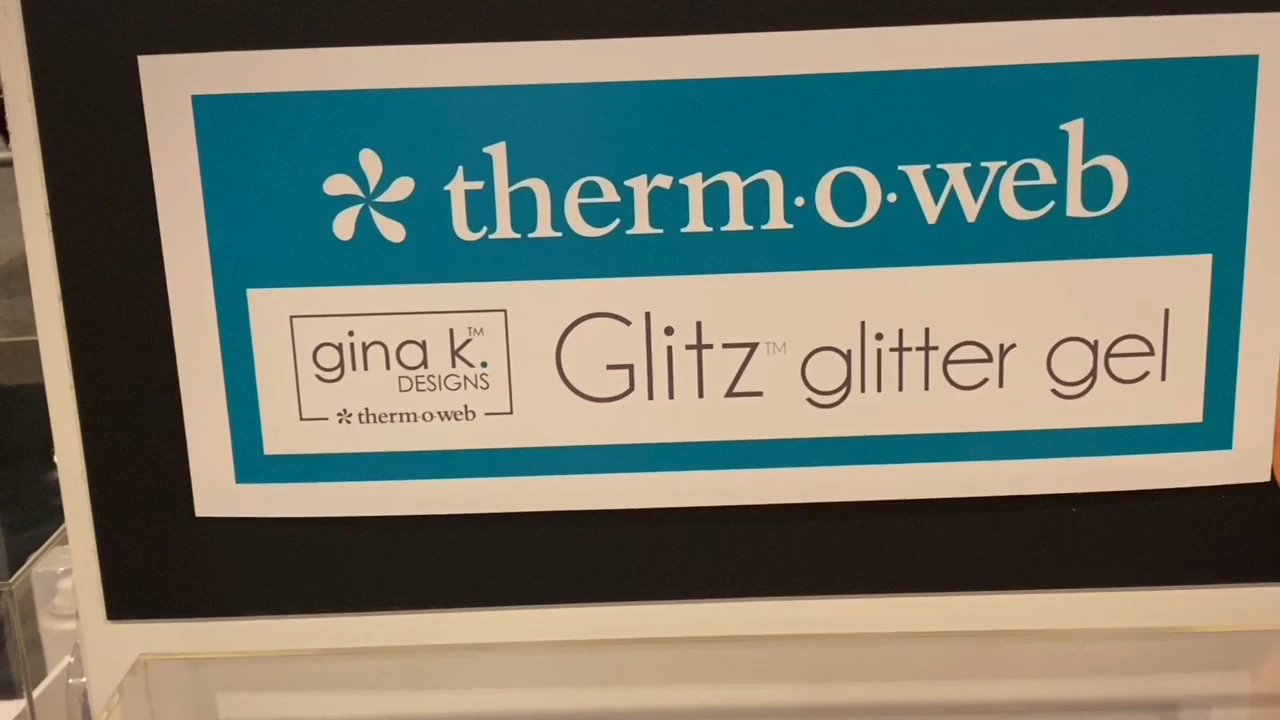 therm·o·web
gina k.™
DESIGNS
therm·o·web
Glitz™ glitter gel